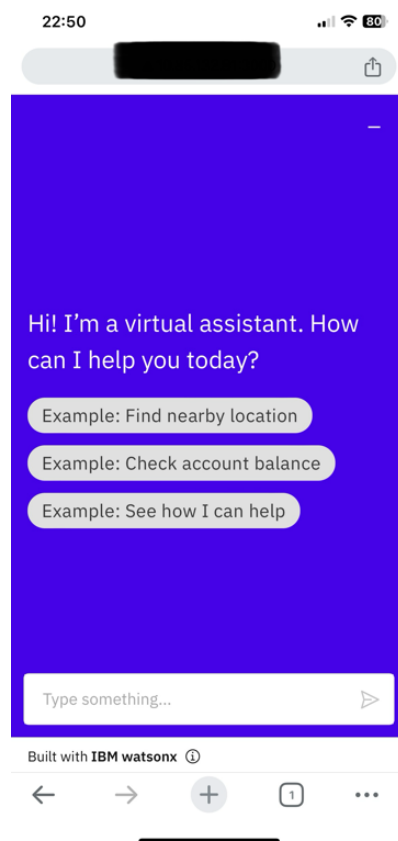 22:50
80
Hi! I’m a virtual assistant. How
can I help you today?
Example: Find nearby location
Example: Check account balance
Example: See how I can help
Type something...
Built with IBM watsonx
1